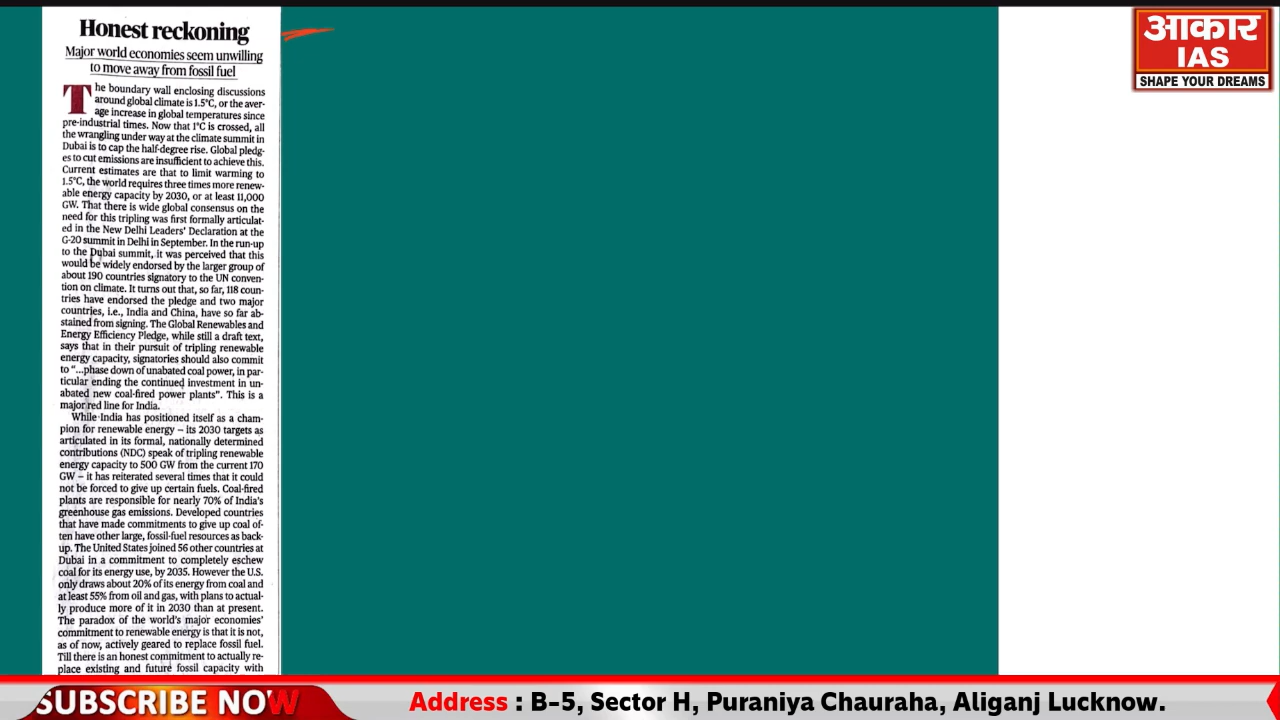 Honest reckoning
Major world economies seem unwilling
to move away from fossil fuel
The boundary wall enclosing discussions
around global climate is 1.5°C, or the aver-
age increase in global temperatures since
pre-industrial times. Now that 1°C is crossed, all
the wrangling under way at the climate summit in
Dubai is to cap the half-degree rise. Global pledg-
es to cut emissions are insufficient to achieve this.
Current estimates are that to limit warming to
1.5°C, the world requires three times more renew-
able energy capacity by 2030, or at least 11,000
GW. That there is wide global consensus on the
need for this tripling was first formally articulat-
ed in the New Delhi Leaders' Declaration at the
G-20 summit in Delhi in September. In the run-up
to the Dubai summit, it was perceived that this
would be widely endorsed by the larger group of
about 190 countries signatory to the UN conven-
tion on climate. It turns out that, so far, 118 coun-
tries have endorsed the pledge and two major
countries, i.e., India and China, have so far ab-
stained from signing. The Global Renewables and
Energy Efficiency Pledge, while still a draft text,
says that in their pursuit of tripling renewable
energy capacity, signatories should also commit
to “...phase down of unabated coal power, in par-
ticular ending the continued investment in un-
abated new coal-fired power plants”. This is a
major red line for India.
While India has positioned itself as a cham-
pion for renewable energy – its 2030 targets as
articulated in its formal, nationally determined
contributions (NDC) speak of tripling renewable
energy capacity to 500 GW from the current 170
GW – it has reiterated several times that it could
not be forced to give up certain fuels. Coal-fired
plants are responsible for nearly 70% of India's
greenhouse gas emissions. Developed countries
that have made commitments to give up coal of-
ten have other large, fossil-fuel resources as back-
up. The United States joined 56 other countries at
Dubai in a commitment to completely eschew
coal for its energy use, by 2035. However the U.S.
only draws about 20% of its energy from coal and
at least 55% from oil and gas, with plans to actual-
ly produce more of it in 2030 than at present.
The paradox of the world's major economies'
commitment to renewable energy is that it is not,
as of now, actively geared to replace fossil fuel.
Till there is an honest commitment to actually re-
place existing and future fossil capacity with
आकार
IAS
SHAPE YOUR DREAMS
SUBSCRIBE NOW
Address : B-5, Sector H, Puraniya Chauraha, Aliganj Lucknow.